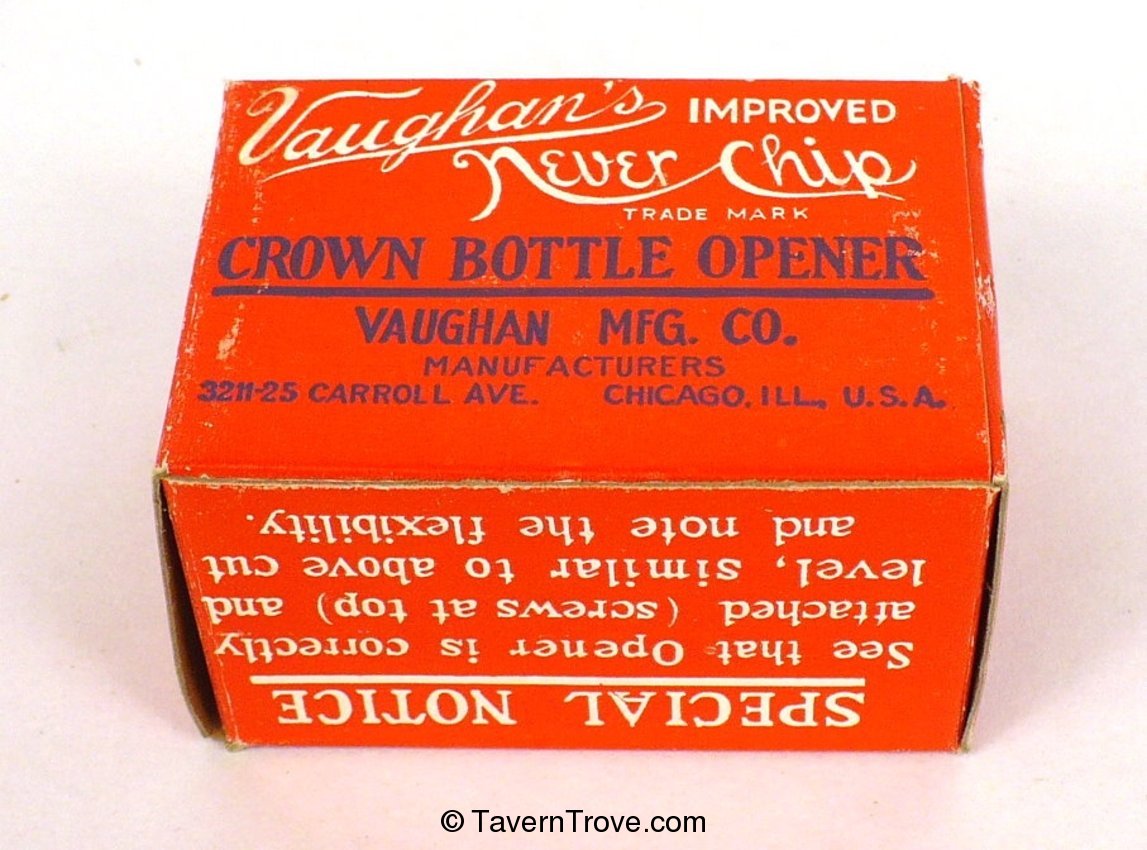 Vaughan's IMPROVED
Never Chip
TRADE MARK
CROWN BOTTLE OPENER
VAUGHAN MFG. CO.
MANUFACTURERS
3211-25 CARROLL AVE. CHICAGO, ILL., U.S.A.
SPECIAL NOTICE
See that Opener is correctly
attached (screws at top) and
level, similar to above cut
and note the flexibility.
© TavernTrove.com